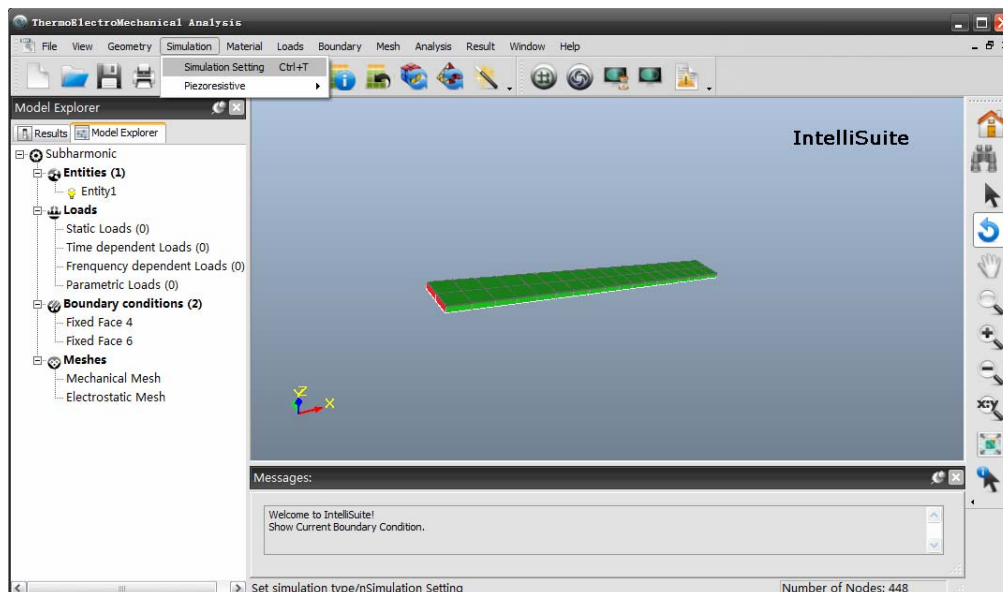 ThermoElectroMechanical Analysis
File View Geometry Simulation Material Loads Boundary Mesh Analysis Result Window Help
Simulation Setting Ctrl+T
Piezoresistive
Model Explorer
Results Model Explorer
Subharmonic
Entities (1)
Entity1
Loads
Static Loads (0)
Time dependent Loads (0)
Frenquency dependent Loads (0)
Parametric Loads (0)
Boundary conditions (2)
Fixed Face 4
Fixed Face 6
Meshes
Mechanical Mesh
Electrostatic Mesh
IntelliSuite
Z
X
x:y
Messages:
Welcome to IntelliSuite!
Show Current Boundary Condition.
Set simulation type/nSimulation Setting
Number of Nodes: 448